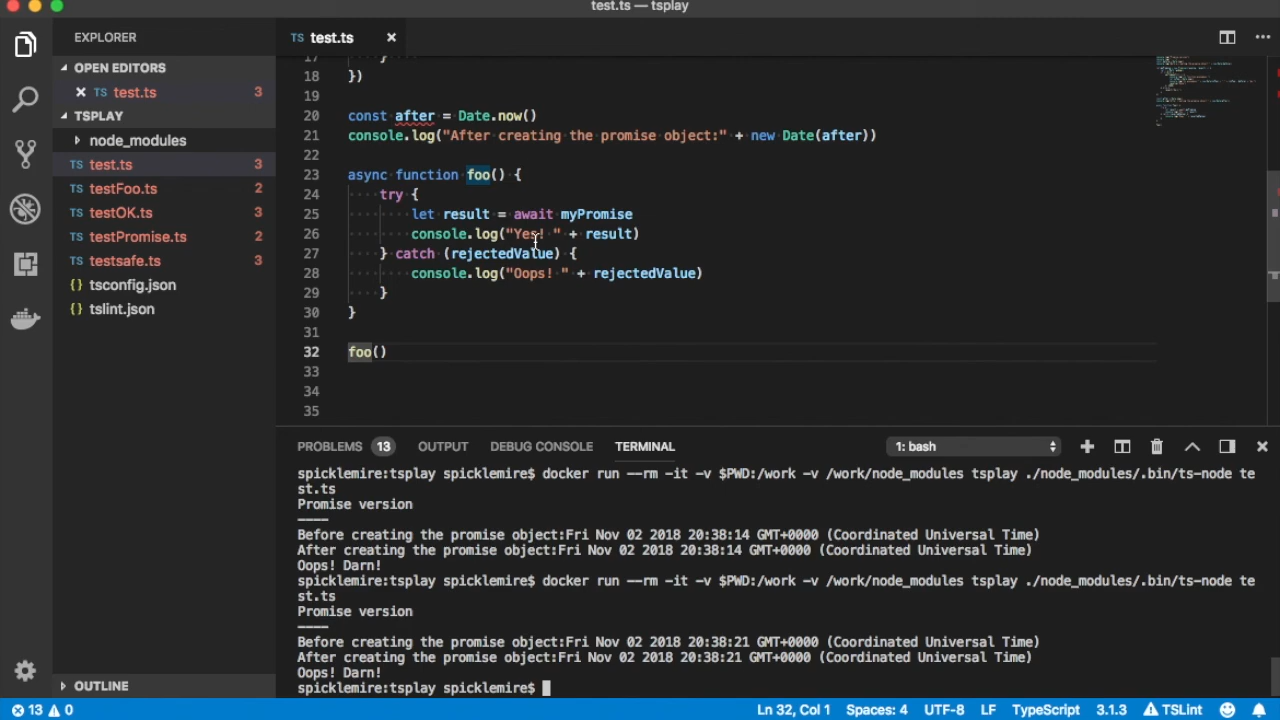 test.ts — tsplay
EXPLORER
OPEN EDITORS
test.ts 3
TSPLAY
node_modules
TS test.ts 3
TS testFoo.ts 2
TS testOK.ts 3
TS testPromise.ts 2
TS testsafe.ts 3
{} tsconfig.json
{} tslint.json
OUTLINE
TS test.ts
17 }
18 })
19
20 const after = Date.now()
21 console.log("After creating the promise object:" + new Date(after))
22
23 async function foo() {
24 try {
25 let result = await myPromise
26 console.log("Yes! " + result)
27 } catch (rejectedValue) {
28 console.log("Oops! " + rejectedValue)
29 }
30 }
31
32 foo()
33
34
35
PROBLEMS 13 OUTPUT DEBUG CONSOLE TERMINAL 1: bash
spicklemire:tsplay spicklemire$ docker run --rm -it -v $PWD:/work -v /work/node_modules tsplay ./node_modules/.bin/ts-node te
st.ts
Promise version
----
Before creating the promise object:Fri Nov 02 2018 20:38:14 GMT+0000 (Coordinated Universal Time)
After creating the promise object:Fri Nov 02 2018 20:38:14 GMT+0000 (Coordinated Universal Time)
Oops! Darn!
spicklemire:tsplay spicklemire$ docker run --rm -it -v $PWD:/work -v /work/node_modules tsplay ./node_modules/.bin/ts-node te
st.ts
Promise version
----
Before creating the promise object:Fri Nov 02 2018 20:38:21 GMT+0000 (Coordinated Universal Time)
After creating the promise object:Fri Nov 02 2018 20:38:21 GMT+0000 (Coordinated Universal Time)
Oops! Darn!
spicklemire:tsplay spicklemire$
13 0 Ln 32, Col 1 Spaces: 4 UTF-8 LF TypeScript 3.1.3 TSLint